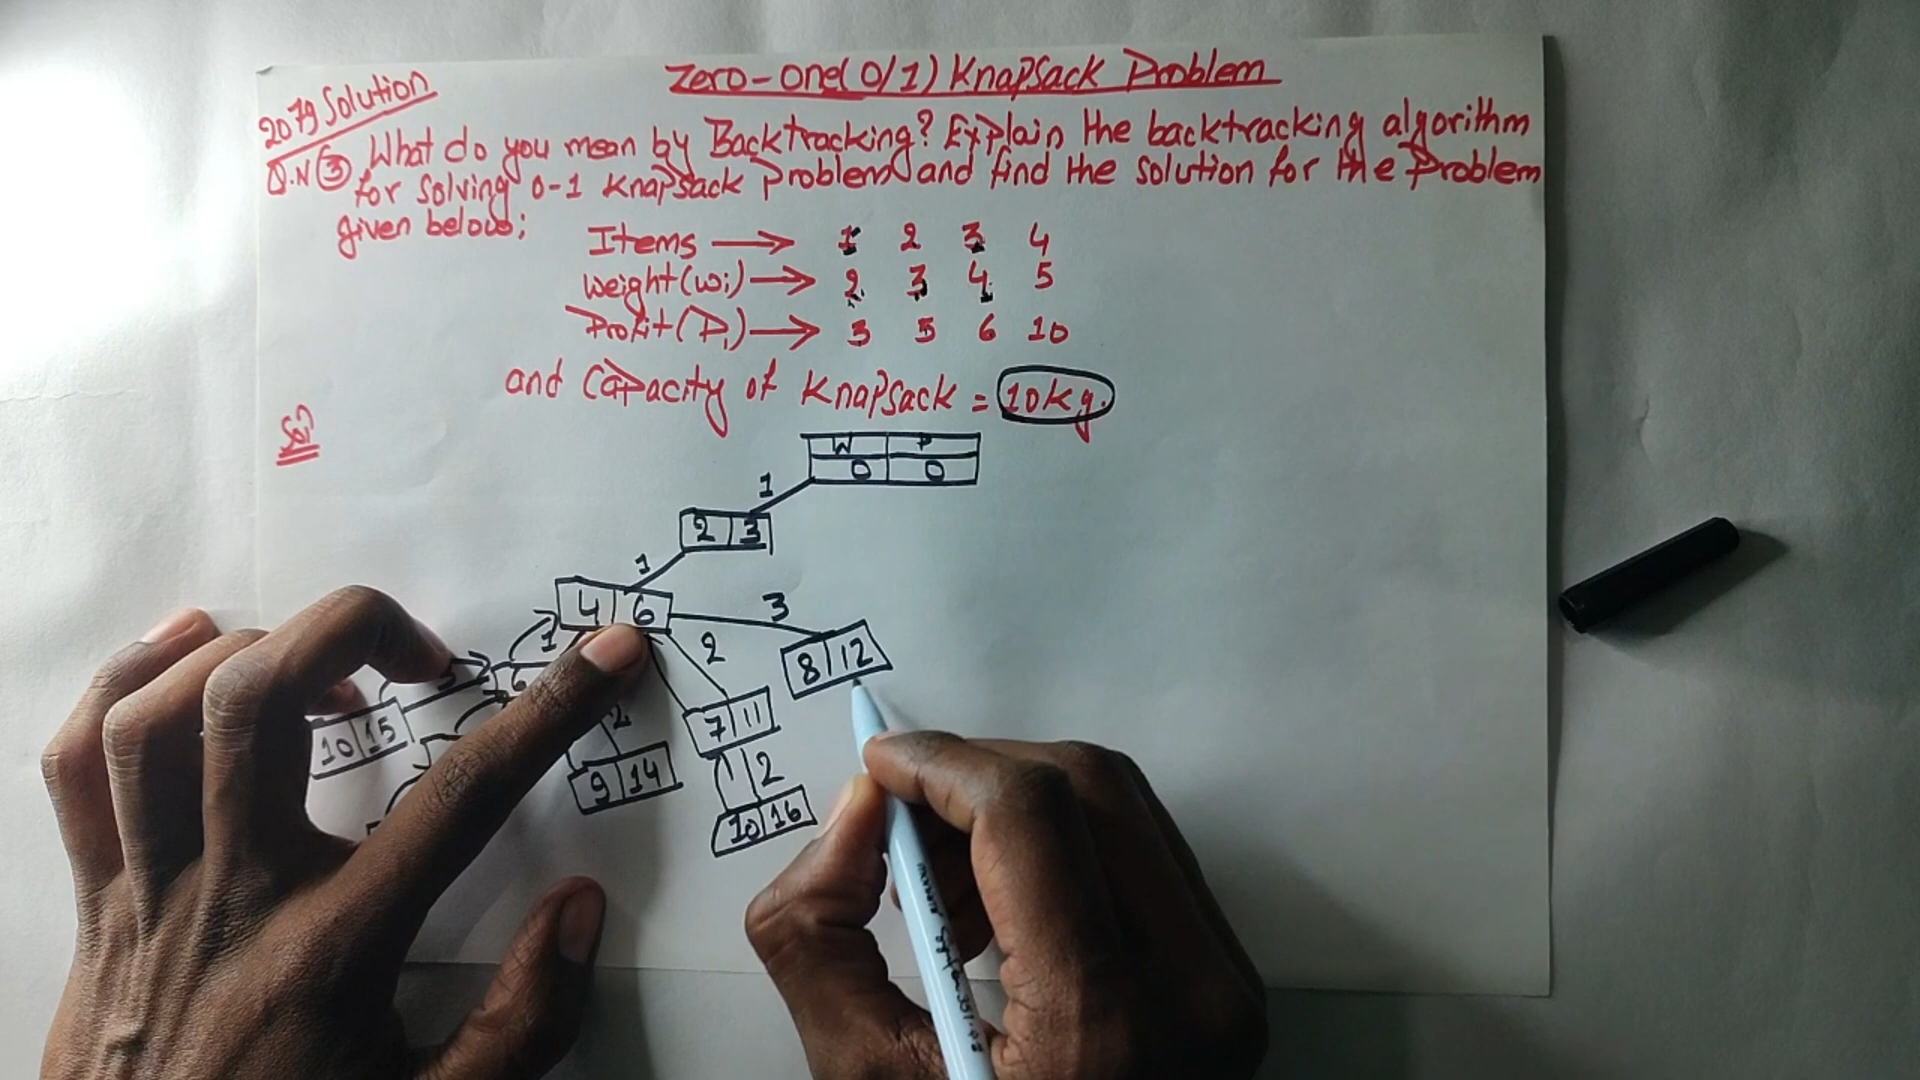 Zero-one(0/1) Knapsack Problem
2079 Solution
Q.N 3 What do you mean by Backtracking? Explain the backtracking algorithm
for solving 0-1 Knapsack Problem and find the solution for the Problem
given below;
Items → 1 2 3 4
Weight(wi) → 2 3 4 5
Profit(Pi) → 3 5 6 10
and Capacity of Knapsack = 10kg.
Sol
W P
0 0
1
2 3
1
4 6
3
1
2
8 12
3
6
10 15
7 11
2
9 14
2
10 16